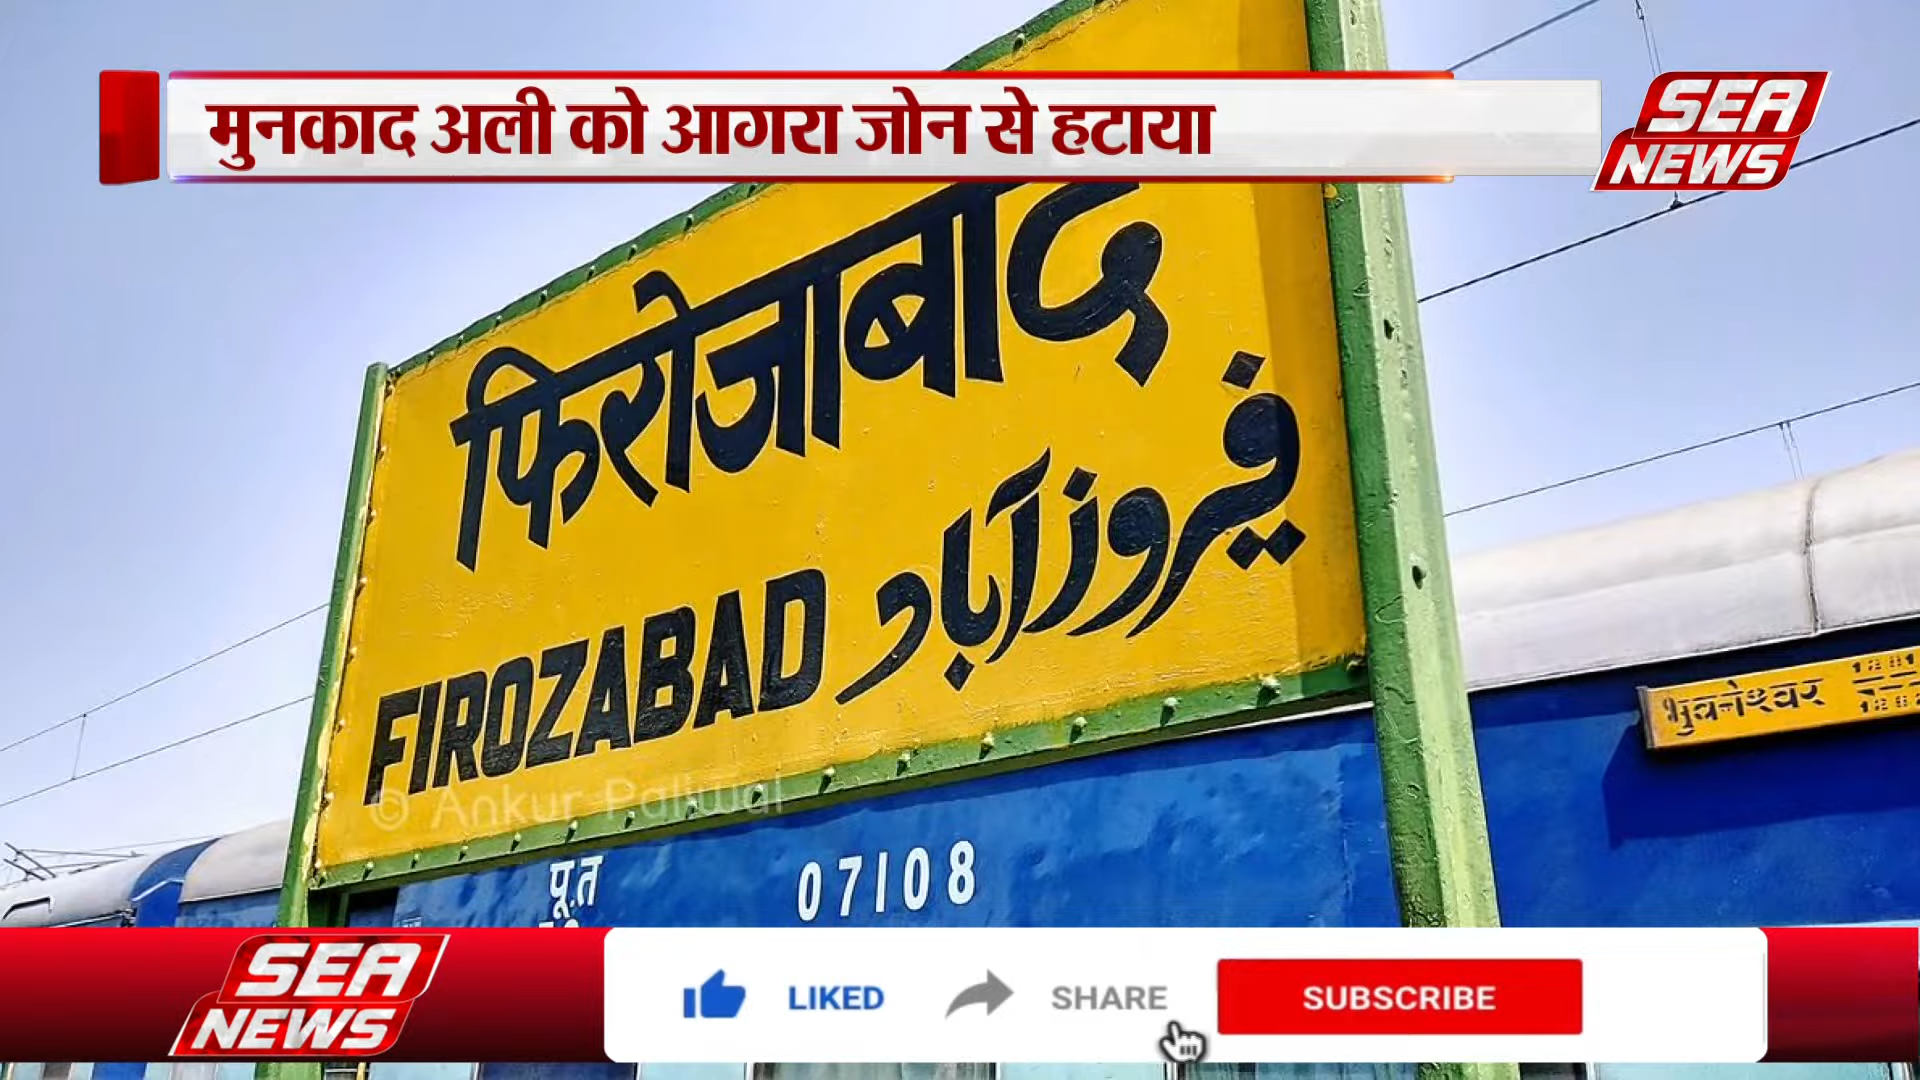 मुनकाद अली को आगरा जोन से हटाया
SEA
NEWS
फिरोजाबाद
FIROZABAD فیروزآباد
© Ankur Paliwal
भुवनेश्वर
पू.त
07108
SEA
NEWS
LIKED SHARE SUBSCRIBE